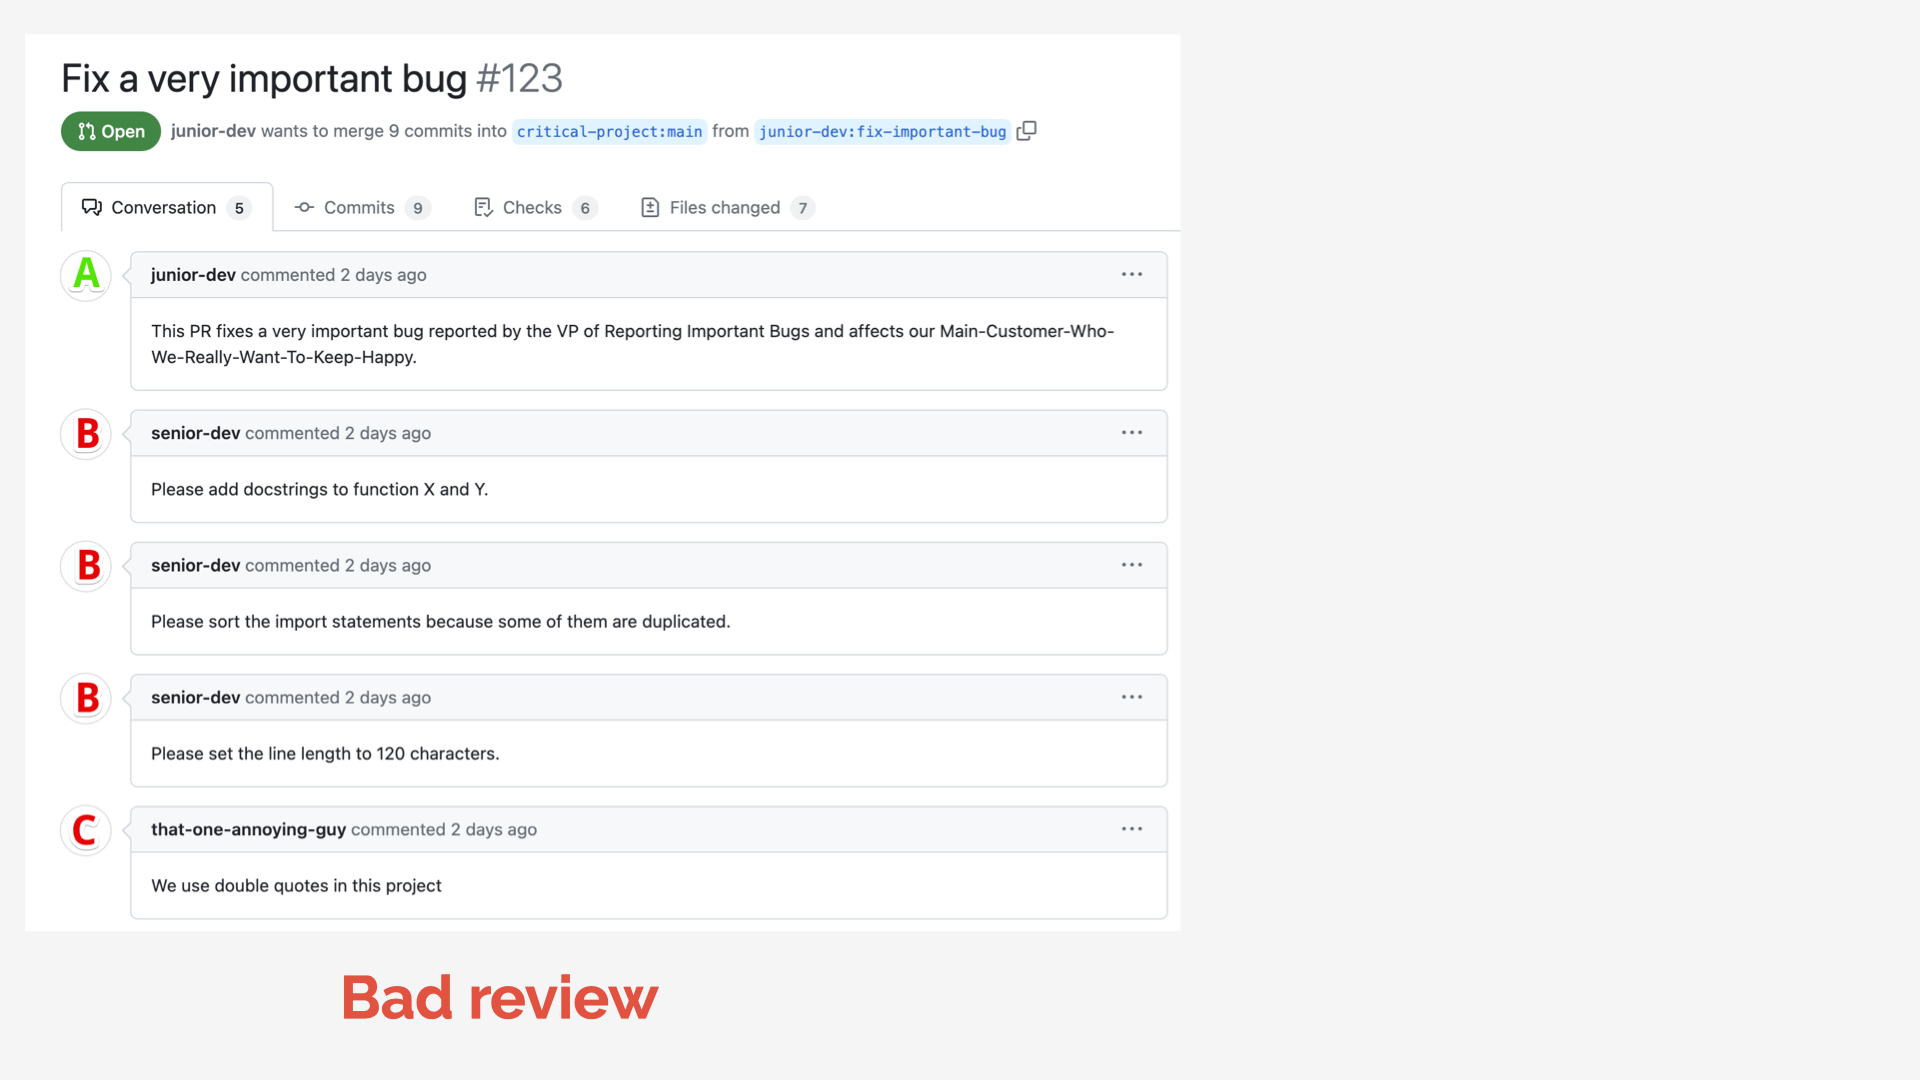 Fix a very important bug #123
Open junior-dev wants to merge 9 commits into critical-project:main from junior-dev:fix-important-bug
Conversation 5 Commits 9 Checks 6 Files changed 7
A
junior-dev commented 2 days ago
This PR fixes a very important bug reported by the VP of Reporting Important Bugs and affects our Main-Customer-Who-
We-Really-Want-To-Keep-Happy.
B
senior-dev commented 2 days ago
Please add docstrings to function X and Y.
B
senior-dev commented 2 days ago
Please sort the import statements because some of them are duplicated.
B
senior-dev commented 2 days ago
Please set the line length to 120 characters.
C
that-one-annoying-guy commented 2 days ago
We use double quotes in this project
Bad review